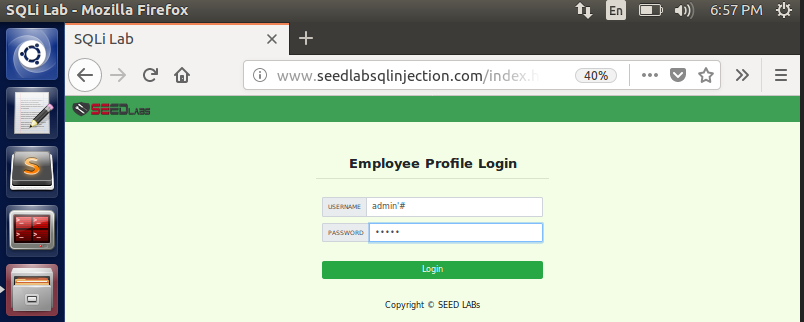 SQLi Lab - Mozilla Firefox
En
6:57 PM
SQLi Lab
www.seedlabsqlinjection.com/index.h
40%
SEEDLABS
Employee Profile Login
USERNAME admin'#
PASSWORD •••••
Login
Copyright © SEED LABs